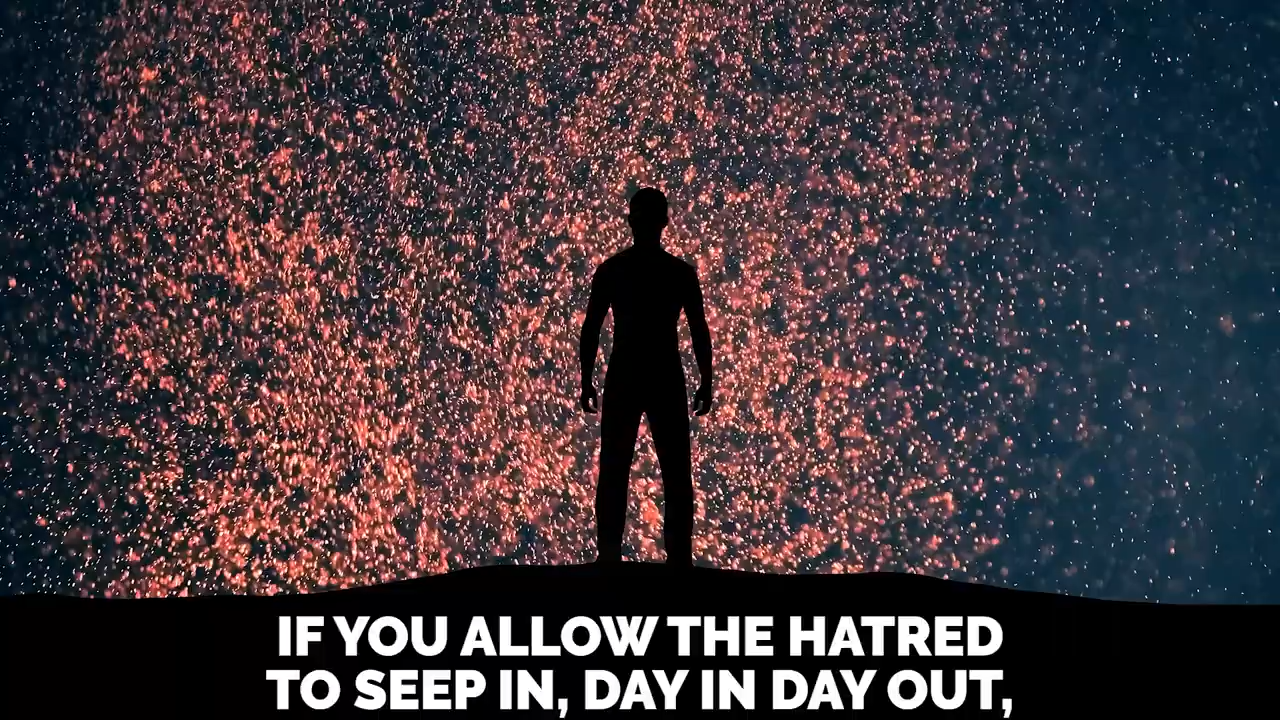 IF YOU ALLOW THE HATRED
TO SEEP IN, DAY IN DAY OUT,